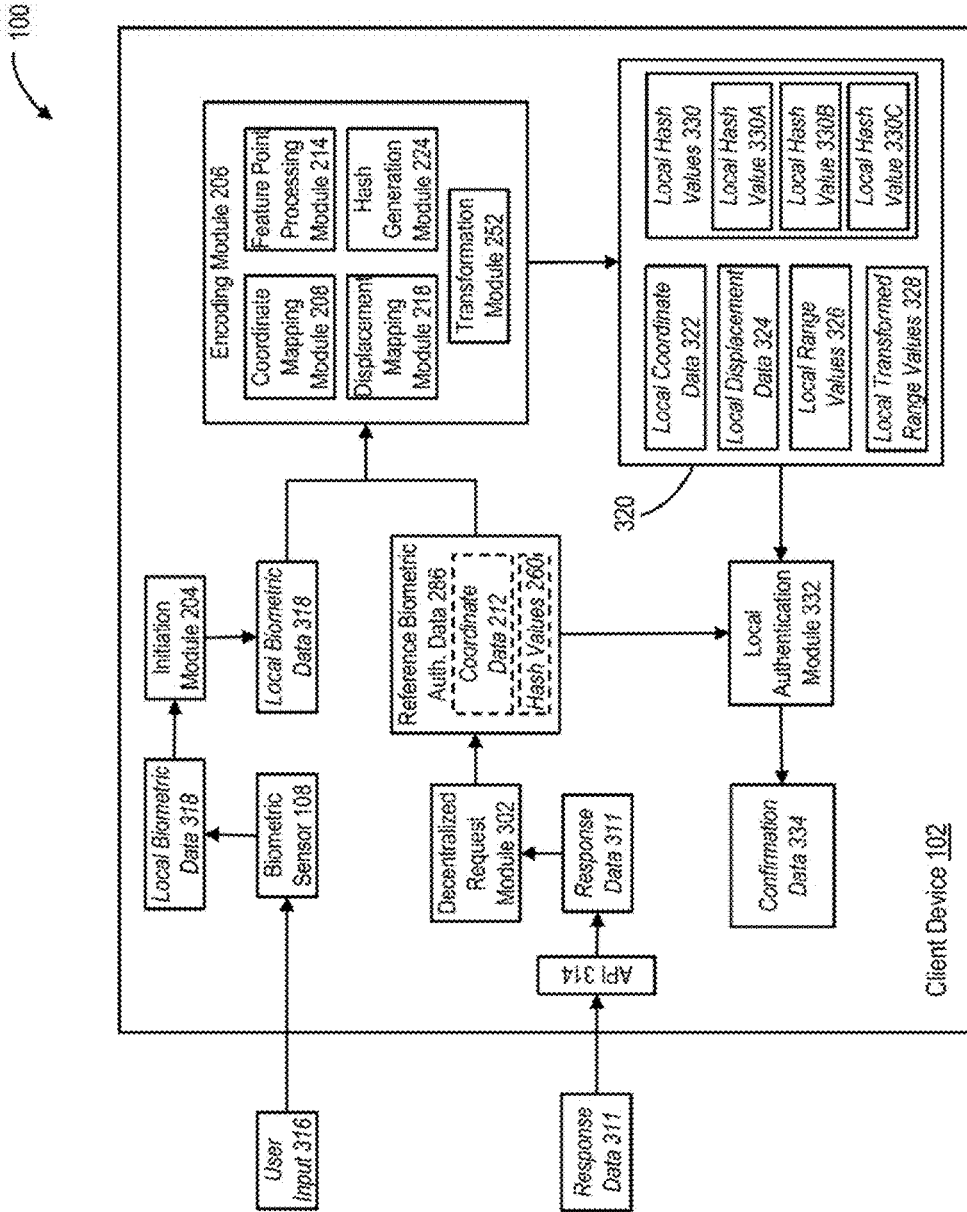 100
User
Input 316
Response
Data 311
Local Biometric
Data 318
Biometric
Sensor 108
Initiation
Module 204
Local Biometric
Data 318
API 314
Response
Data 311
Decentralized
Request
Module 302
Reference Biometric
Auth. Data 286
Coordinate
Data 212
Hash Values 260
Encoding Module 206
Coordinate
Mapping
Module 208
Feature Point
Processing
Module 214
Displacement
Mapping
Module 218
Hash
Generation
Module 224
Transformation
Module 252
320
Local Coordinate
Data 322
Local Displacement
Data 324
Local Range
Values 326
Local Transformed
Range Values 328
Local Hash
Values 330
Local Hash
Value 330A
Local Hash
Value 330B
Local Hash
Value 330C
Local
Authentication
Module 332
Confirmation
Data 334
Client Device 102